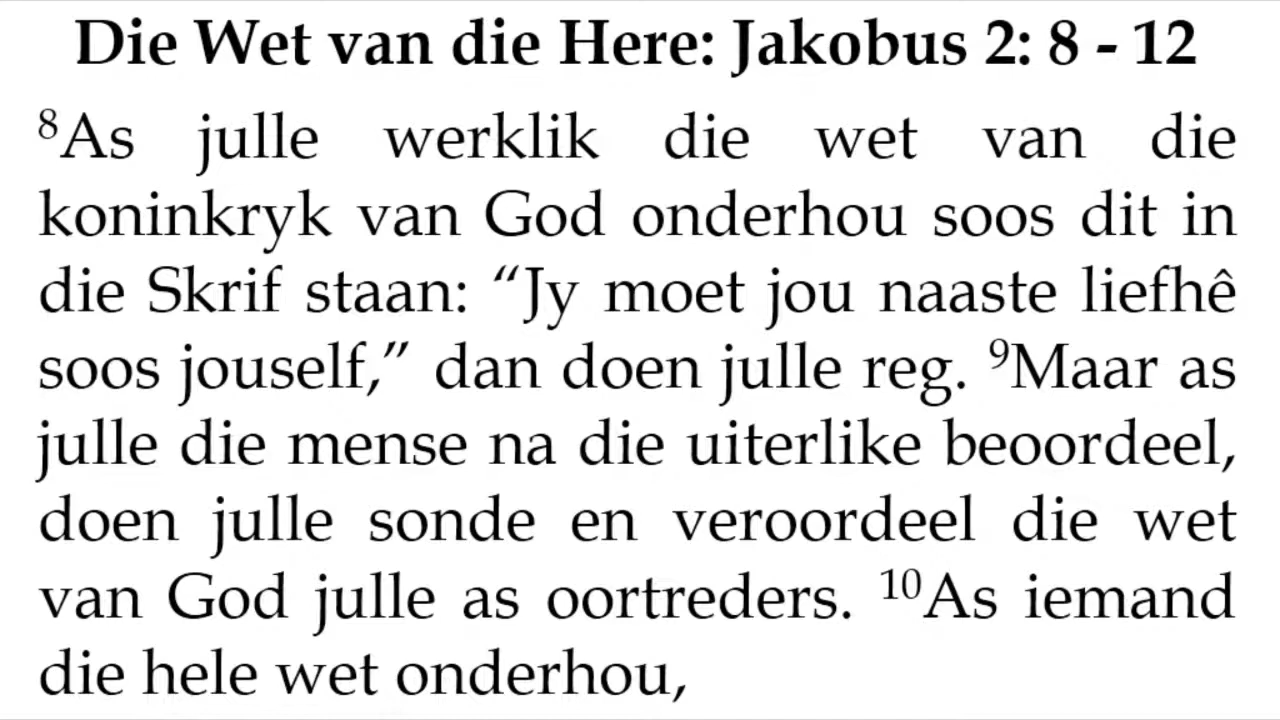 Die Wet van die Here: Jakobus 2: 8 - 12
⁸As julle werklik die wet van die
koninkryk van God onderhou soos dit in
die Skrif staan: “Jy moet jou naaste liefhê
soos jouself,” dan doen julle reg. ⁹Maar as
julle die mense na die uiterlike beoordeel,
doen julle sonde en veroordeel die wet
van God julle as oortreders. ¹⁰As iemand
die hele wet onderhou,